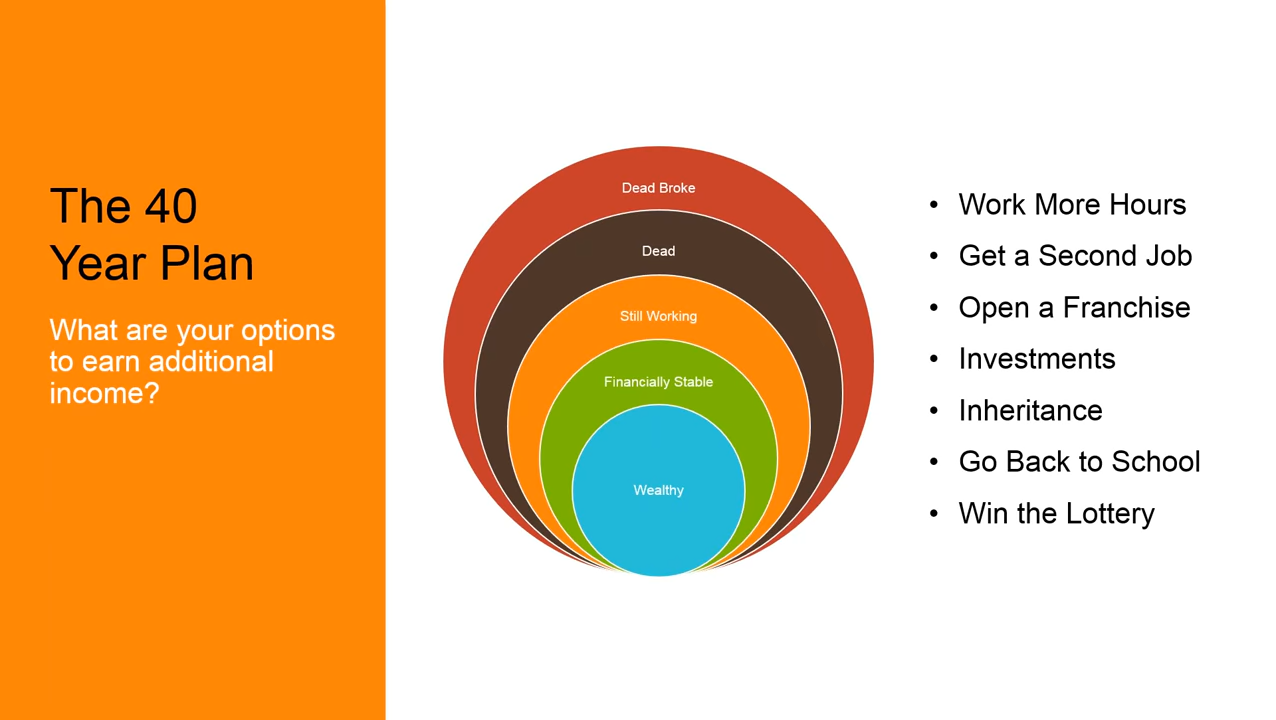 The 40
Year Plan
What are your options
to earn additional
income?
Dead Broke
Dead
Still Working
Financially Stable
Wealthy
• Work More Hours
• Get a Second Job
• Open a Franchise
• Investments
• Inheritance
• Go Back to School
• Win the Lottery